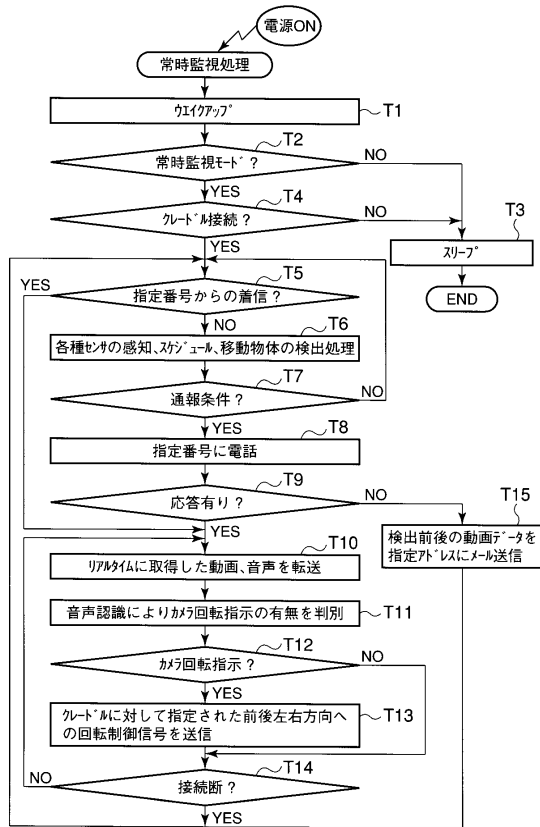 電源ON
常時監視処理
ｳｴｲｸｱｯﾌﾟ
T1
T2
常時監視ﾓｰﾄﾞ?
NO
YES
T4
ｸﾚｰﾄﾞﾙ接続?
NO
YES
T3
ｽﾘｰﾌﾟ
END
T5
YES
指定番号からの着信?
NO
T6
各種ｾﾝｻの感知､ｽｹｼﾞｭｰﾙ､移動物体の検出処理
T7
通報条件?
NO
YES
T8
指定番号に電話
T9
応答有り?
NO
YES
T15
検出前後の動画ﾃﾞｰﾀを
指定ｱﾄﾞﾚｽにﾒｰﾙ送信
T10
ﾘｱﾙﾀｲﾑに取得した動画､音声を転送
音声認識によりｶﾒﾗ回転指示の有無を判別
T11
T12
ｶﾒﾗ回転指示?
NO
YES
ｸﾚｰﾄﾞﾙに対して指定された前後左右方向へ
の回転制御信号を送信
T13
T14
NO
接続断?
YES